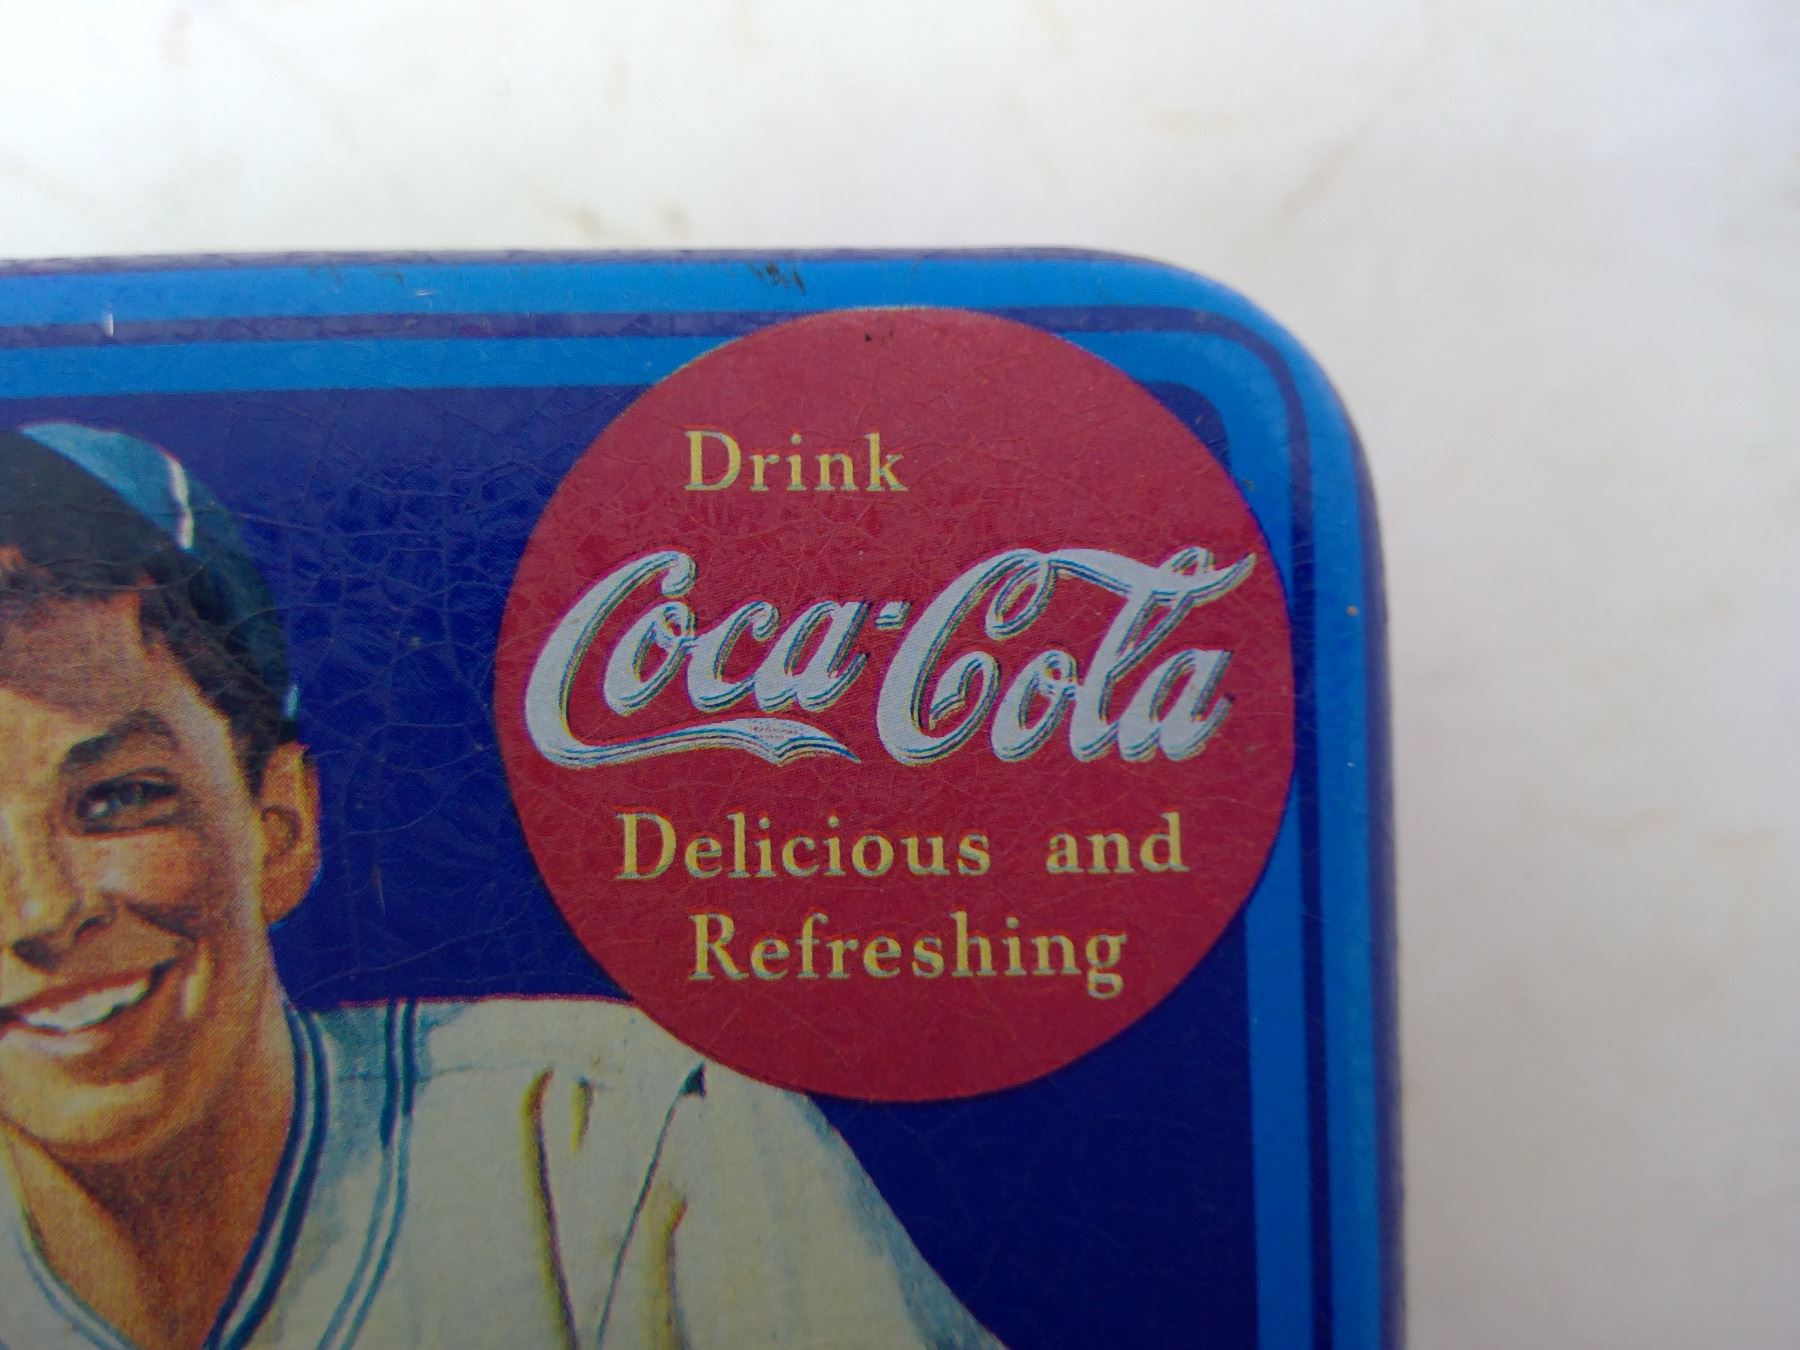 Drink
Coca-Cola
Delicious and
Refreshing